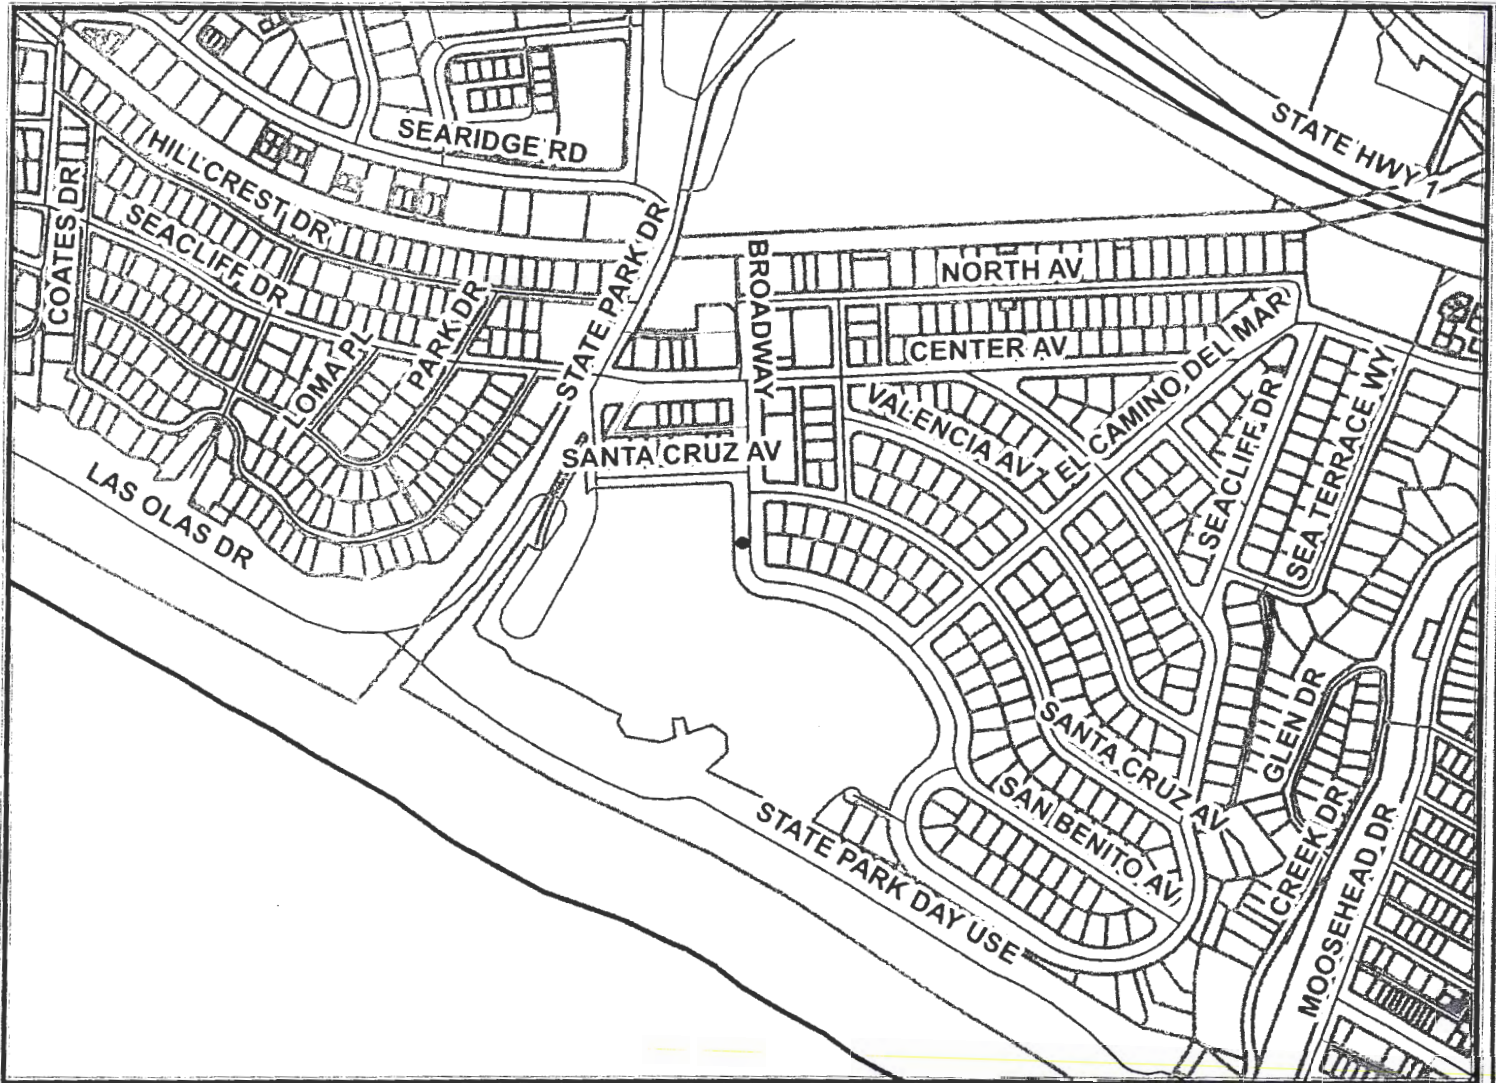 STATE HWY 1
SEARIDGE RD
HILLCREST DR
COATES DR
SEACLIFF DR
STATE PARK DR
BROADWAY
NORTH AV
PARK DR
LOMA PL
CENTER AV
EL CAMINO DEL MAR
SEACLIFF DR
SEA TERRACE WY
VALENCIA AV
SANTA CRUZ AV
LAS OLAS DR
SANTA CRUZ AV
GLEN DR
SAN BENITO AV
CREEK DR
MOOSEHEAD DR
STATE PARK DAY USE